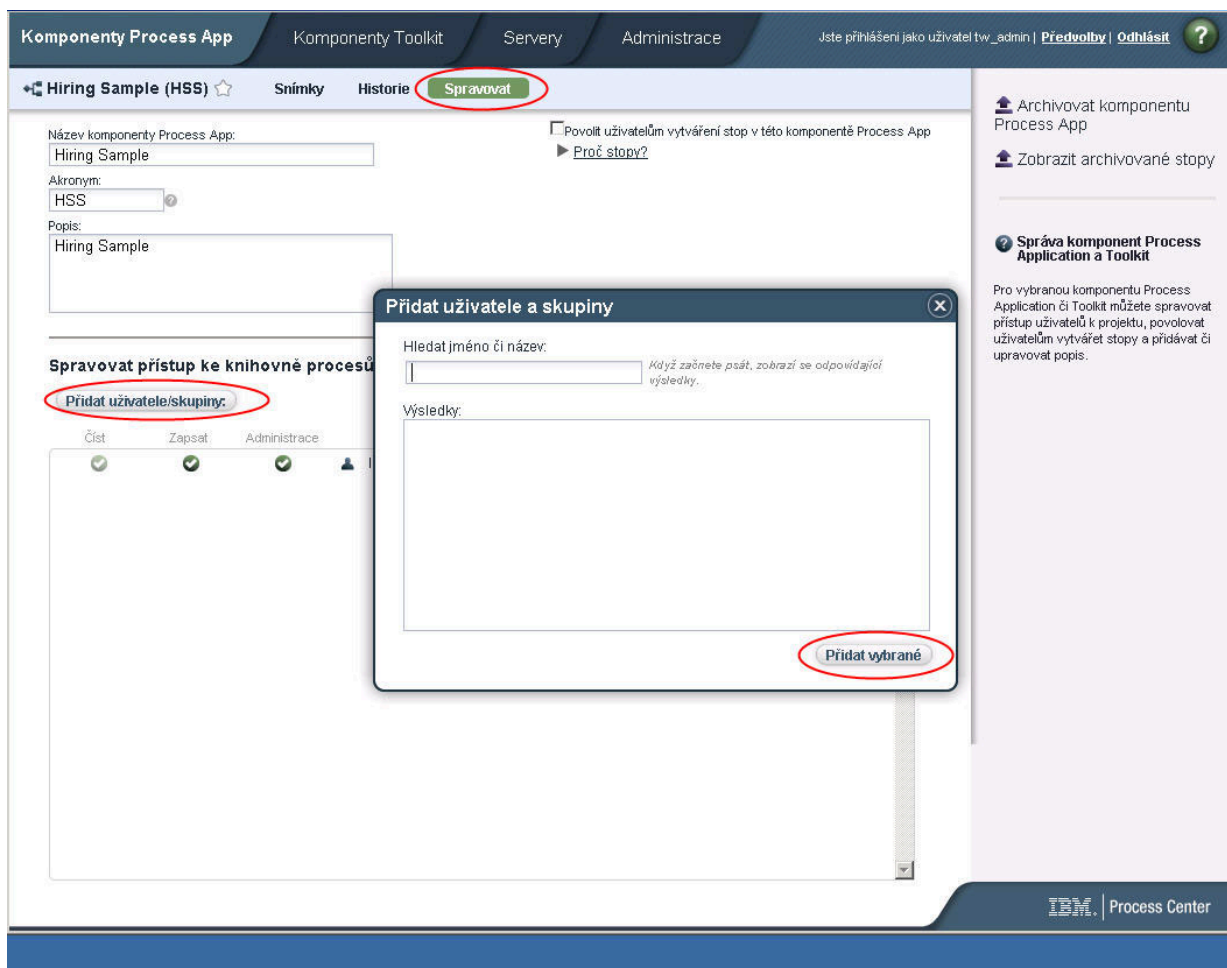 Komponenty Process App
Komponenty Toolkit
Servery
Administrace
Jste přihlášeni jako uživatel tw_admin | Předvolby | Odhlásit
?
Hiring Sample (HSS)
Snímky
Historie
Spravovat
Název komponenty Process App:
Hiring Sample
Akronym:
HSS
?
Popis:
Hiring Sample
Povolit uživatelům vytváření stop v této komponentě Process App
Proč stopy?
Spravovat přístup ke knihovně procesů
Přidat uživatele/skupiny:
Číst
Zapsat
Administrace
Přidat uživatele a skupiny
Hledat jméno či název:
Když začnete psát, zobrazí se odpovídající
výsledky.
Výsledky:
Přidat vybrané
Archivovat komponentu
Process App
Zobrazit archivované stopy
? Správa komponent Process
Application a Toolkit
Pro vybranou komponentu Process
Application či Toolkit můžete spravovat
přístup uživatelů k projektu, povolovat
uživatelům vytvářet stopy a přidávat či
upravovat popis.
IBM. | Process Center